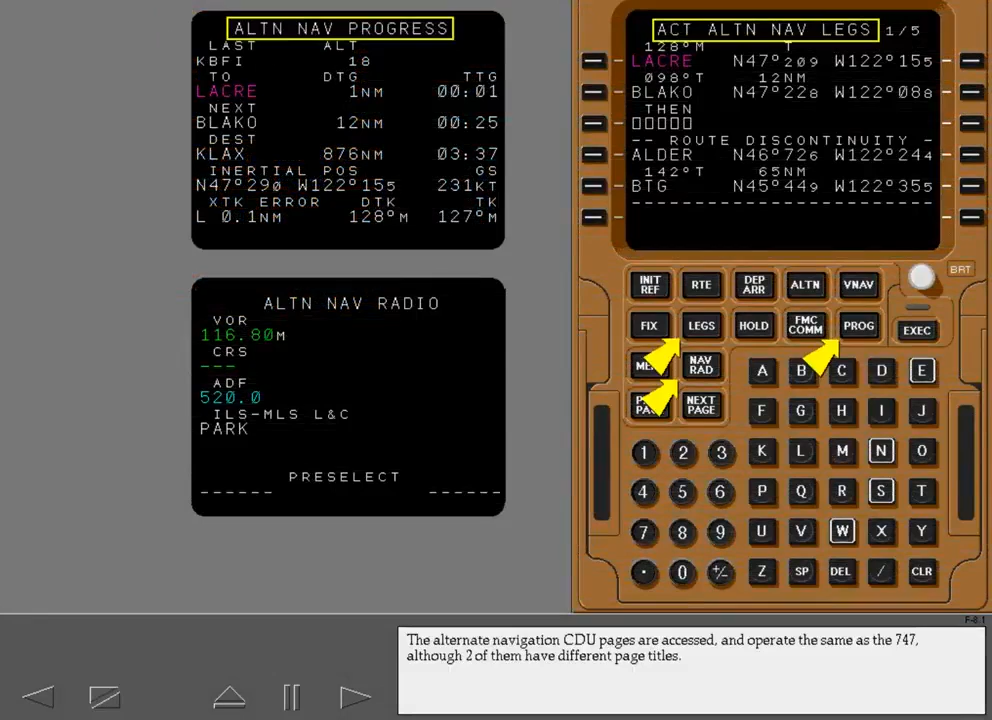 ALTN NAV PROGRESS
LAST ALT
KBFI 18
TO DTG TTG
LACRE 1NM 00:01
NEXT
BLAKO 12NM 00:25
DEST
KLAX 876NM 03:37
INERTIAL POS GS
N47°290 W122°155 231KT
XTK ERROR DTK TK
L 0.1NM 128°M 127°M
ALTN NAV RADIO
VOR
116.80M
CRS
---
ADF
520.0
ILS-MLS L&C
PARK
PRESELECT
------ ------
ACT ALTN NAV LEGS 1/5
128°M T
LACRE N47°209 W122°155
098°T 12NM
BLAKO N47°228 W122°088
THEN
□□□□□
-- ROUTE DISCONTINUITY -
ALDER N46°726 W122°244
142°T 65NM
BTG N45°449 W122°355
------------------------
INIT REF RTE DEP ARR ALTN VNAV
BRT
FIX LEGS HOLD FMC COMM PROG EXEC
NAV RAD
NEXT PAGE
A B C D E
F G H I J
1 2 3 K L M N O
4 5 6 P Q R S T
7 8 9 U V W X Y
. 0 +/- Z SP DEL / CLR
F-8.1
The alternate navigation CDU pages are accessed, and operate the same as the 747,
although 2 of them have different page titles.